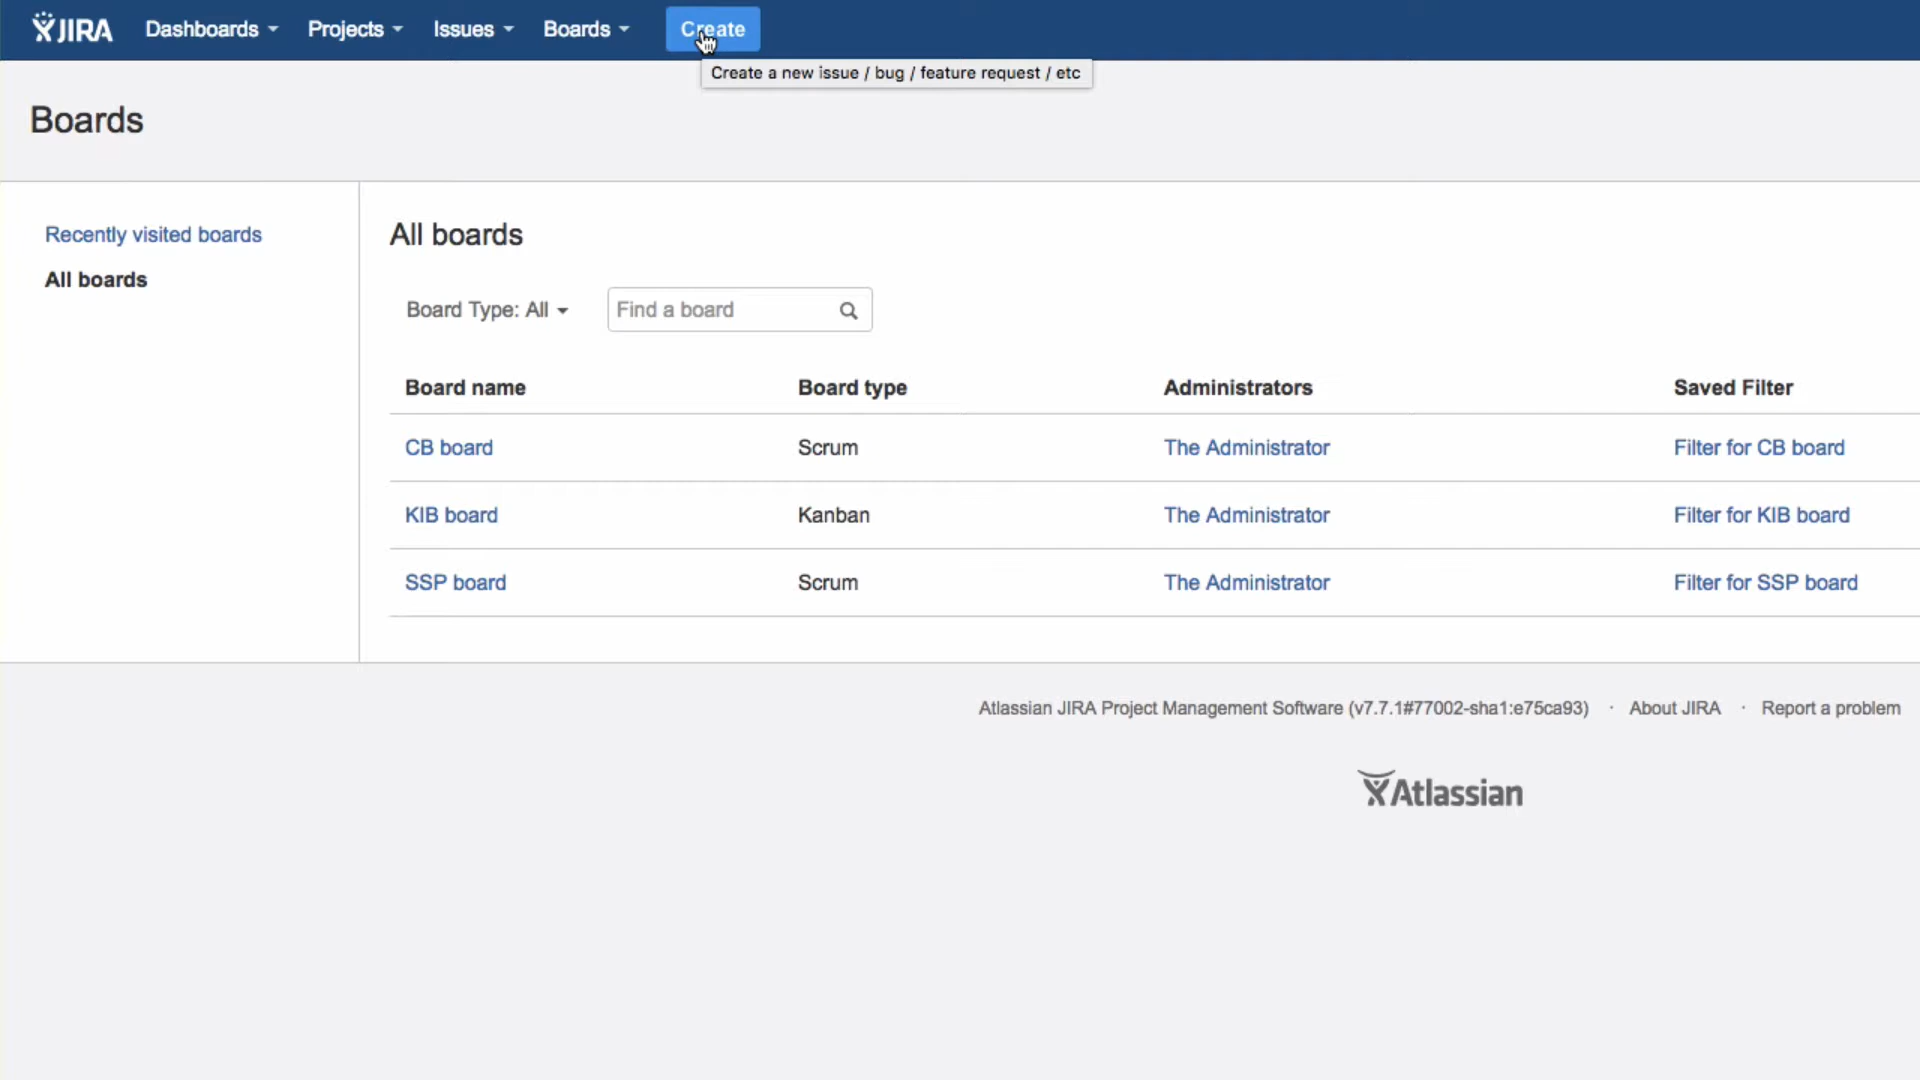 JIRA Dashboards Projects Issues Boards Create
Create a new issue / bug / feature request / etc
Boards
Recently visited boards
All boards
All boards
Board Type: All Find a board
Board name Board type Administrators Saved Filter
CB board Scrum The Administrator Filter for CB board
KIB board Kanban The Administrator Filter for KIB board
SSP board Scrum The Administrator Filter for SSP board
Atlassian JIRA Project Management Software (v7.7.1#77002-sha1:e75ca93) · About JIRA · Report a problem
Atlassian